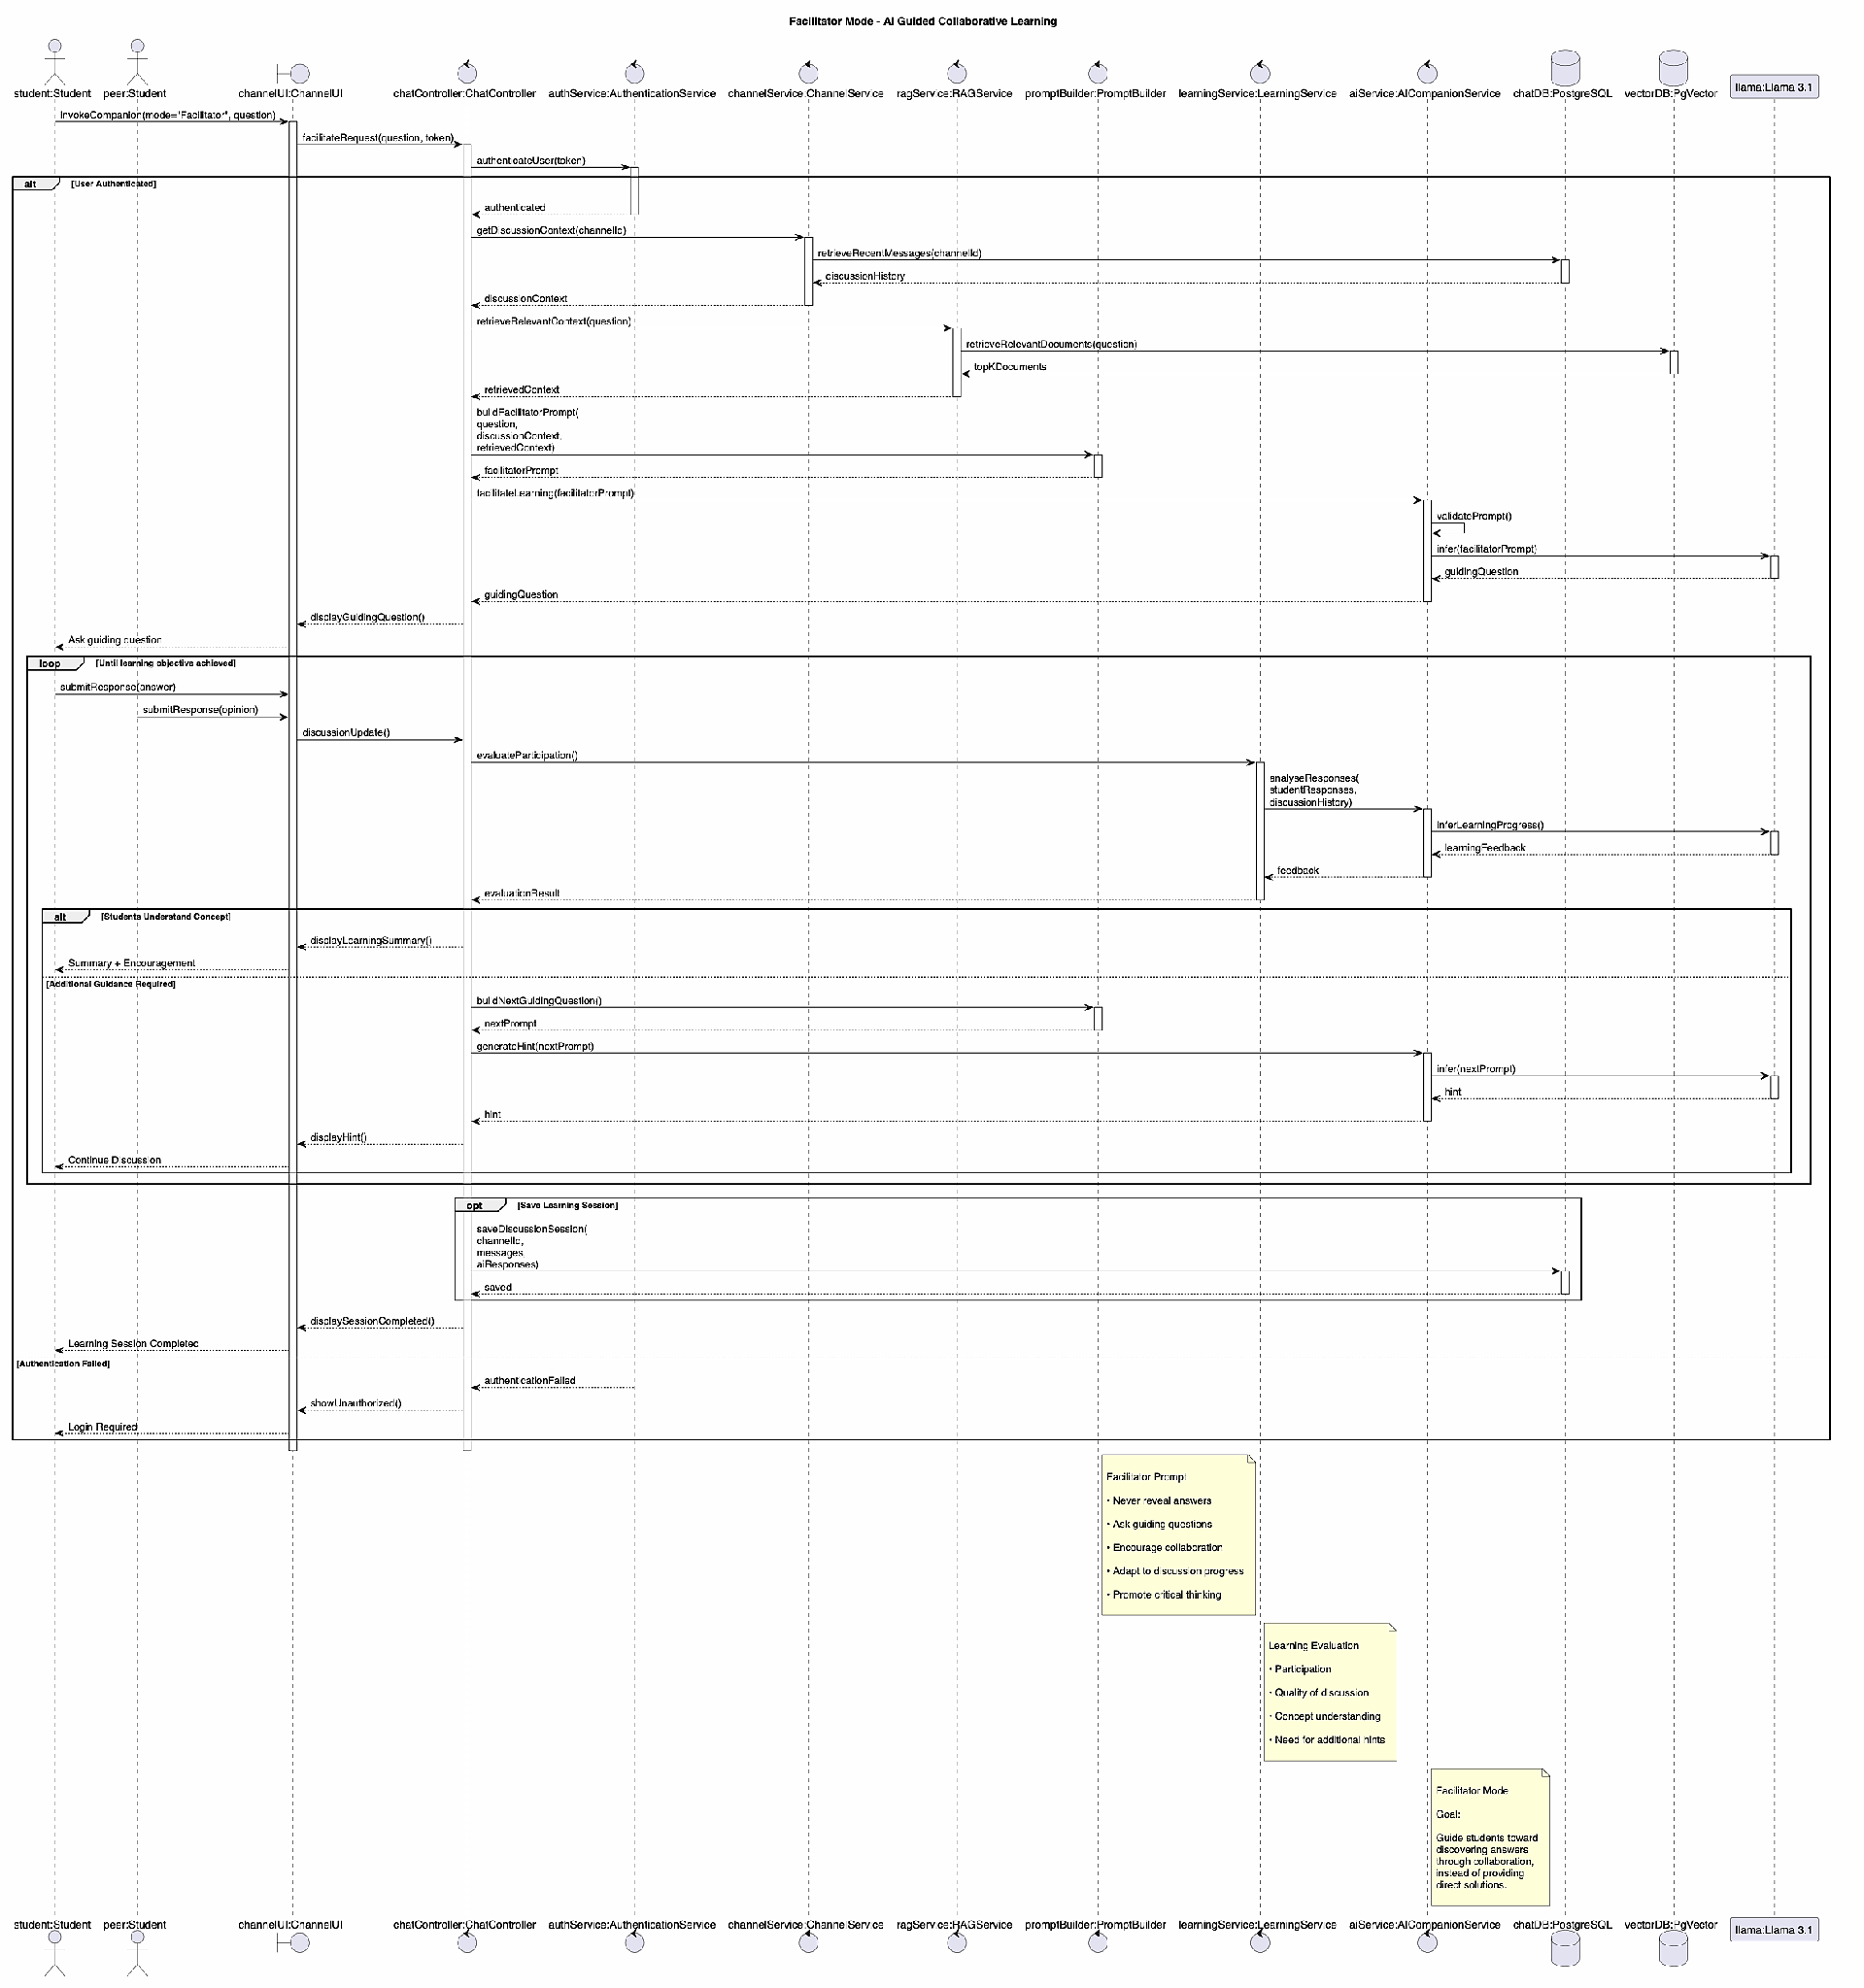 Facilitator Mode - AI Guided Collaborative Learning
student:Student
peer:Student
channelUI:ChannelUI
chatController:ChatController
authService:AuthenticationService
channelService:ChannelService
ragService:RAGService
promptBuilder:PromptBuilder
learningService:LearningService
aiService:AICompanionService
chatDB:PostgreSQL
vectorDB:PgVector
llama:Llama 3.1
invokeCompanion(mode="Facilitator", question)
facilitateRequest(question, token)
authenticateUser(token)
alt
[User Authenticated]
authenticated
getDiscussionContext(channelId)
retrieveRecentMessages(channelId)
discussionHistory
discussionContext
retrieveRelevantContext(question)
retrieveRelevantDocuments(question)
topKDocuments
retrievedContext
buildFacilitatorPrompt(
question,
discussionContext,
retrievedContext)
facilitatorPrompt
facilitateLearning(facilitatorPrompt)
validatePrompt()
infer(facilitatorPrompt)
guidingQuestion
guidingQuestion
displayGuidingQuestion()
Ask guiding question
loop
[Until learning objective achieved]
submitResponse(answer)
submitResponse(opinion)
discussionUpdate()
evaluateParticipation()
analyseResponses(
studentResponses,
discussionHistory)
inferLearningProgress()
learningFeedback
feedback
evaluationResult
alt
[Students Understand Concept]
displayLearningSummary()
Summary + Encouragement
[Additional Guidance Required]
buildNextGuidingQuestion()
nextPrompt
generateHint(nextPrompt)
infer(nextPrompt)
hint
hint
displayHint()
Continue Discussion
opt
[Save Learning Session]
saveDiscussionSession(
channelId,
messages,
aiResponses)
saved
displaySessionCompleted()
Learning Session Completed
[Authentication Failed]
authenticationFailed
showUnauthorized()
Login Required
Facilitator Prompt
• Never reveal answers
• Ask guiding questions
• Encourage collaboration
• Adapt to discussion progress
• Promote critical thinking
Learning Evaluation
• Participation
• Quality of discussion
• Concept understanding
• Need for additional hints
Facilitator Mode
Goal:
Guide students toward
discovering answers
through collaboration,
instead of providing
direct solutions.
student:Student
peer:Student
channelUI:ChannelUI
chatController:ChatController
authService:AuthenticationService
channelService:ChannelService
ragService:RAGService
promptBuilder:PromptBuilder
learningService:LearningService
aiService:AICompanionService
chatDB:PostgreSQL
vectorDB:PgVector
llama:Llama 3.1